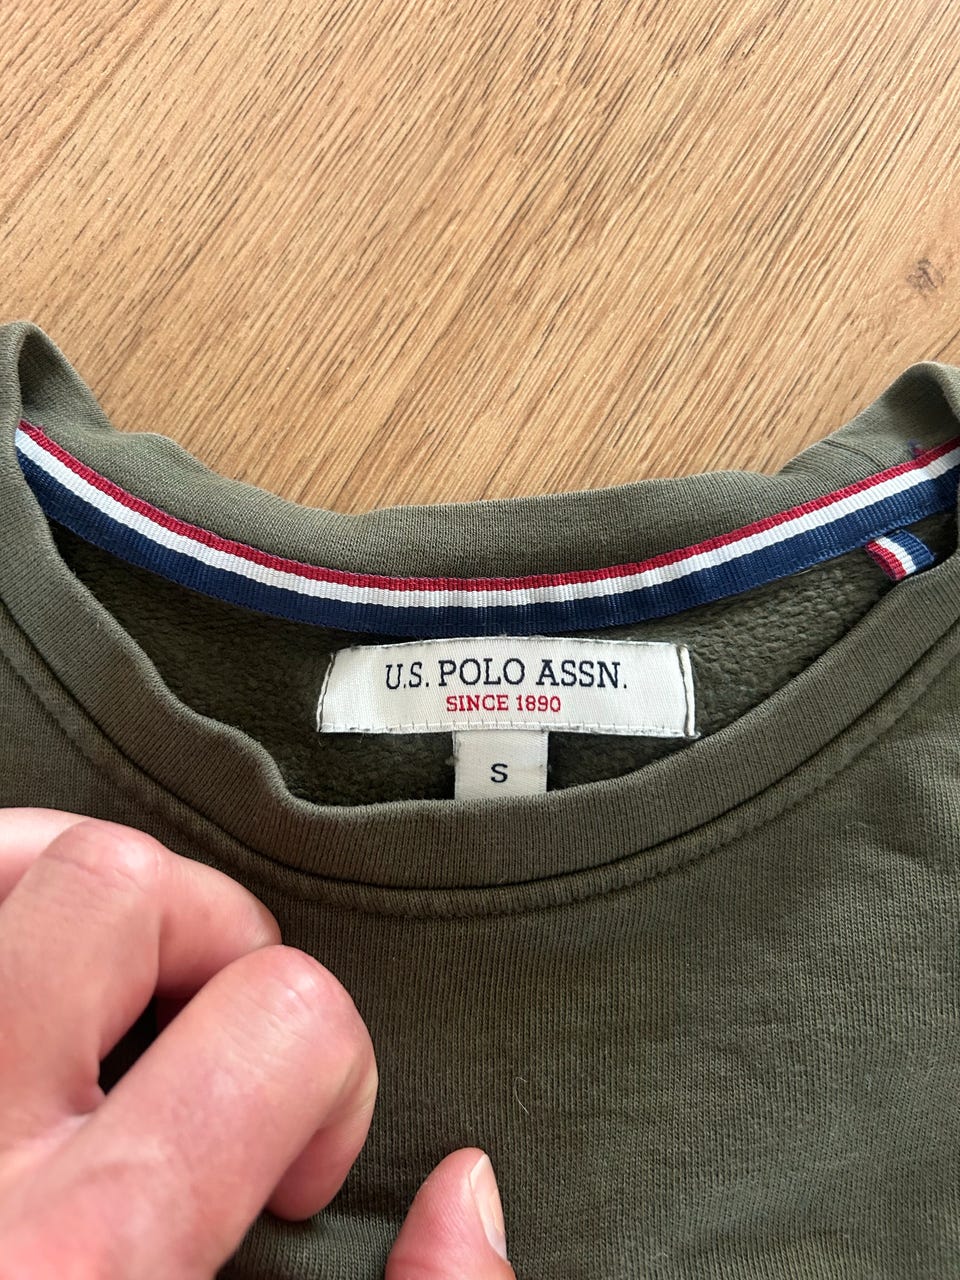 U.S. POLO ASSN.
SINCE 1890
S